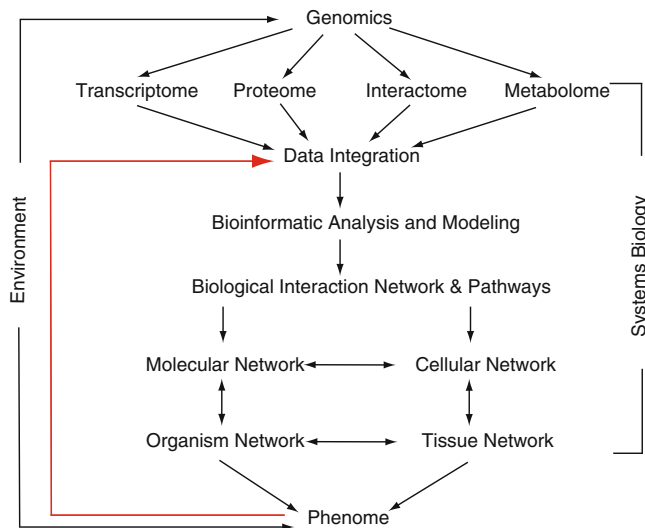 Genomics
Transcriptome Proteome Interactome Metabolome
Data Integration
Bioinformatic Analysis and Modeling
Biological Interaction Network & Pathways
Molecular Network Cellular Network
Organism Network Tissue Network
Phenome
Environment
Systems Biology